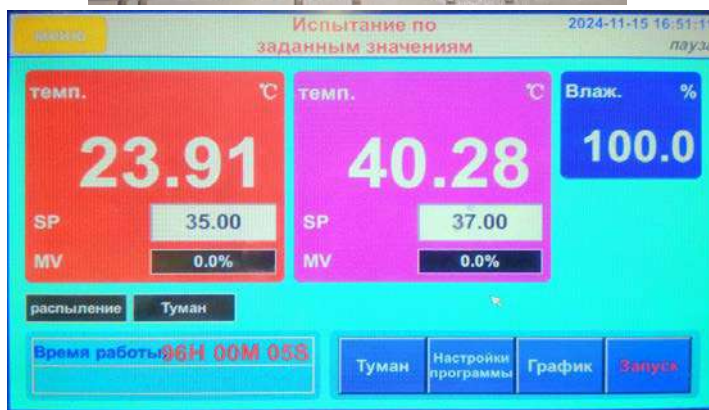 меню
Испытание по
заданным значениям
2024-11-15 16:51:1
пауза
темп. ℃
23.91
SP 35.00
MV 0.0%
темп. ℃
40.28
SP 37.00
MV 0.0%
Влаж. %
100.0
распыление Туман
Время работы 96H 00M 05S
Туман
Настройки
программы
График
Запуск